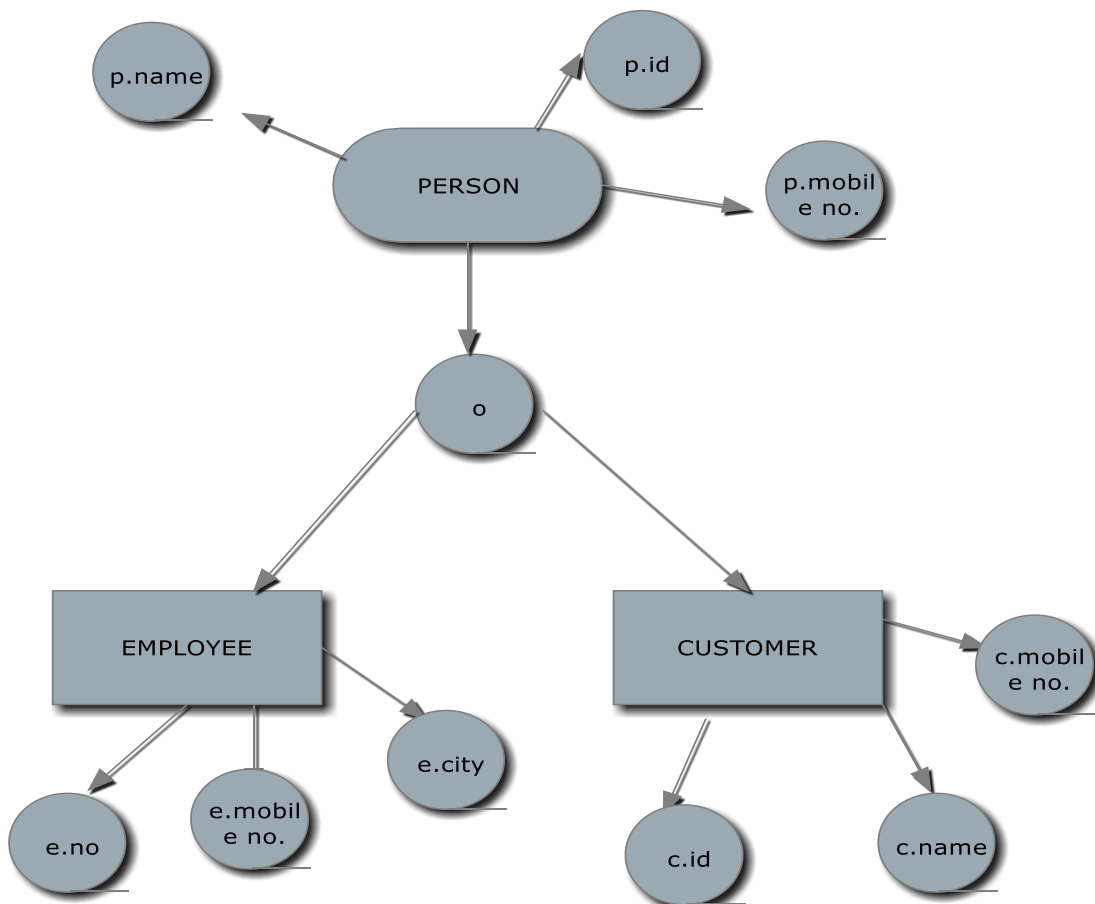 p.name
p.id
PERSON
p.mobil
e no.
o
EMPLOYEE
CUSTOMER
c.mobil
e no.
e.city
e.mobil
e no.
e.no
c.id
c.name